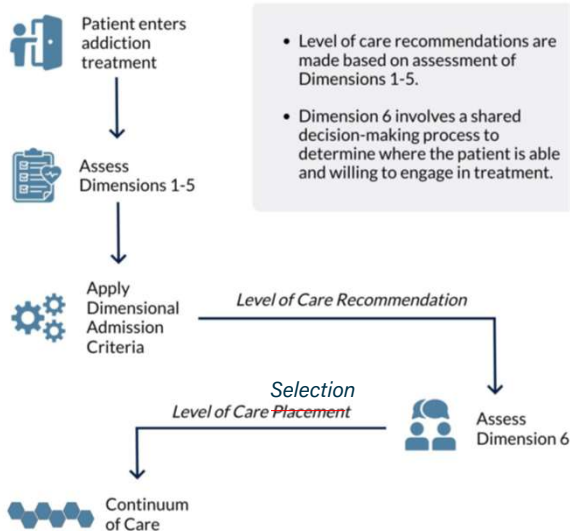 Patient enters
addiction
treatment
• Level of care recommendations are
made based on assessment of
Dimensions 1-5.
• Dimension 6 involves a shared
decision-making process to
determine where the patient is able
and willing to engage in treatment.
Assess
Dimensions 1-5
Apply
Dimensional
Admission
Criteria
Level of Care Recommendation
Assess
Dimension 6
Selection
Level of Care Placement
Continuum
of Care